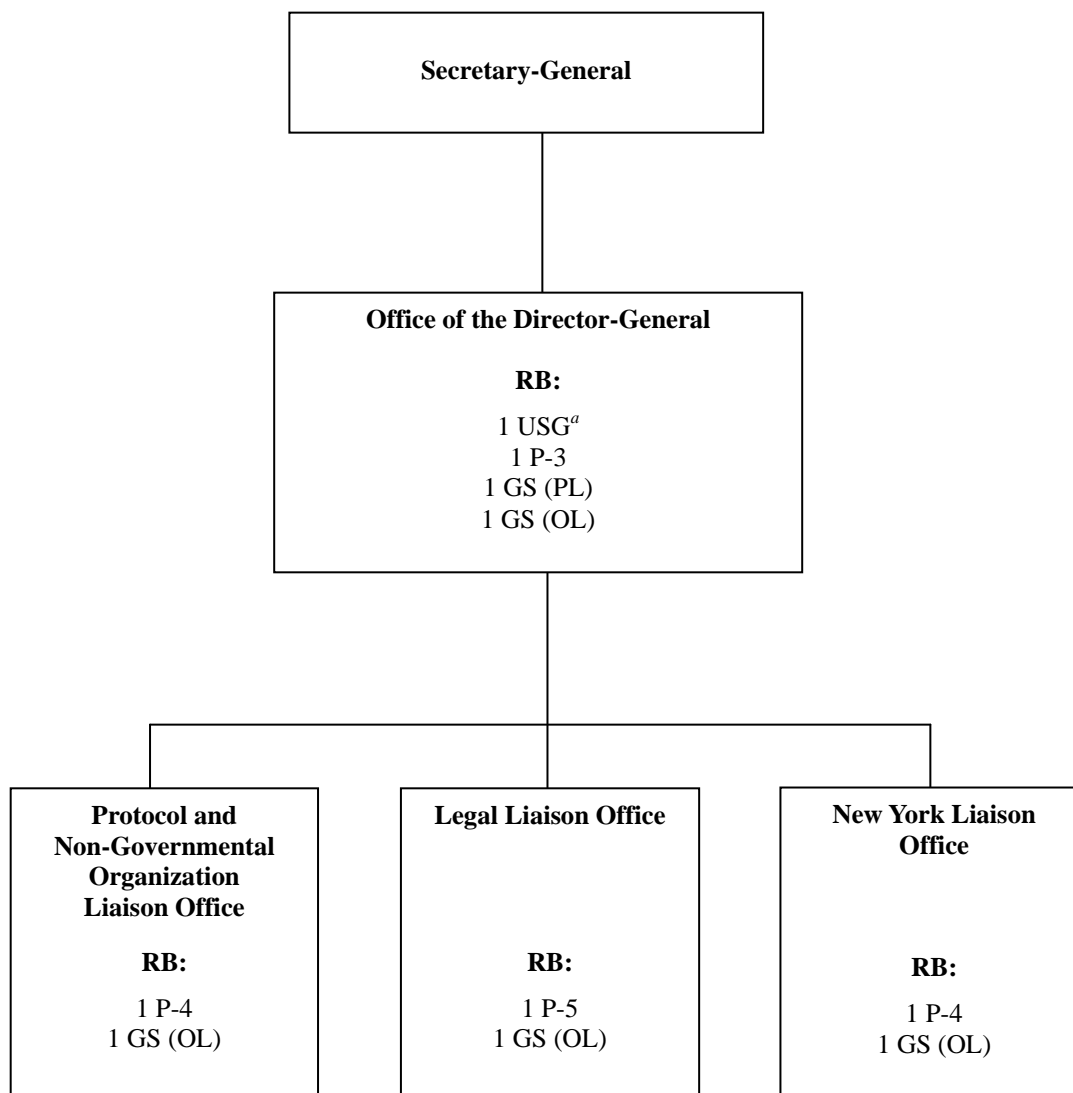 Secretary-General
Office of the Director-General
RB:
1 USGa
1 P-3
1 GS (PL)
1 GS (OL)
Protocol and
Non-Governmental
Organization
Liaison Office
RB:
1 P-4
1 GS (OL)
Legal Liaison Office
RB:
1 P-5
1 GS (OL)
New York Liaison
Office
RB:
1 P-4
1 GS (OL)